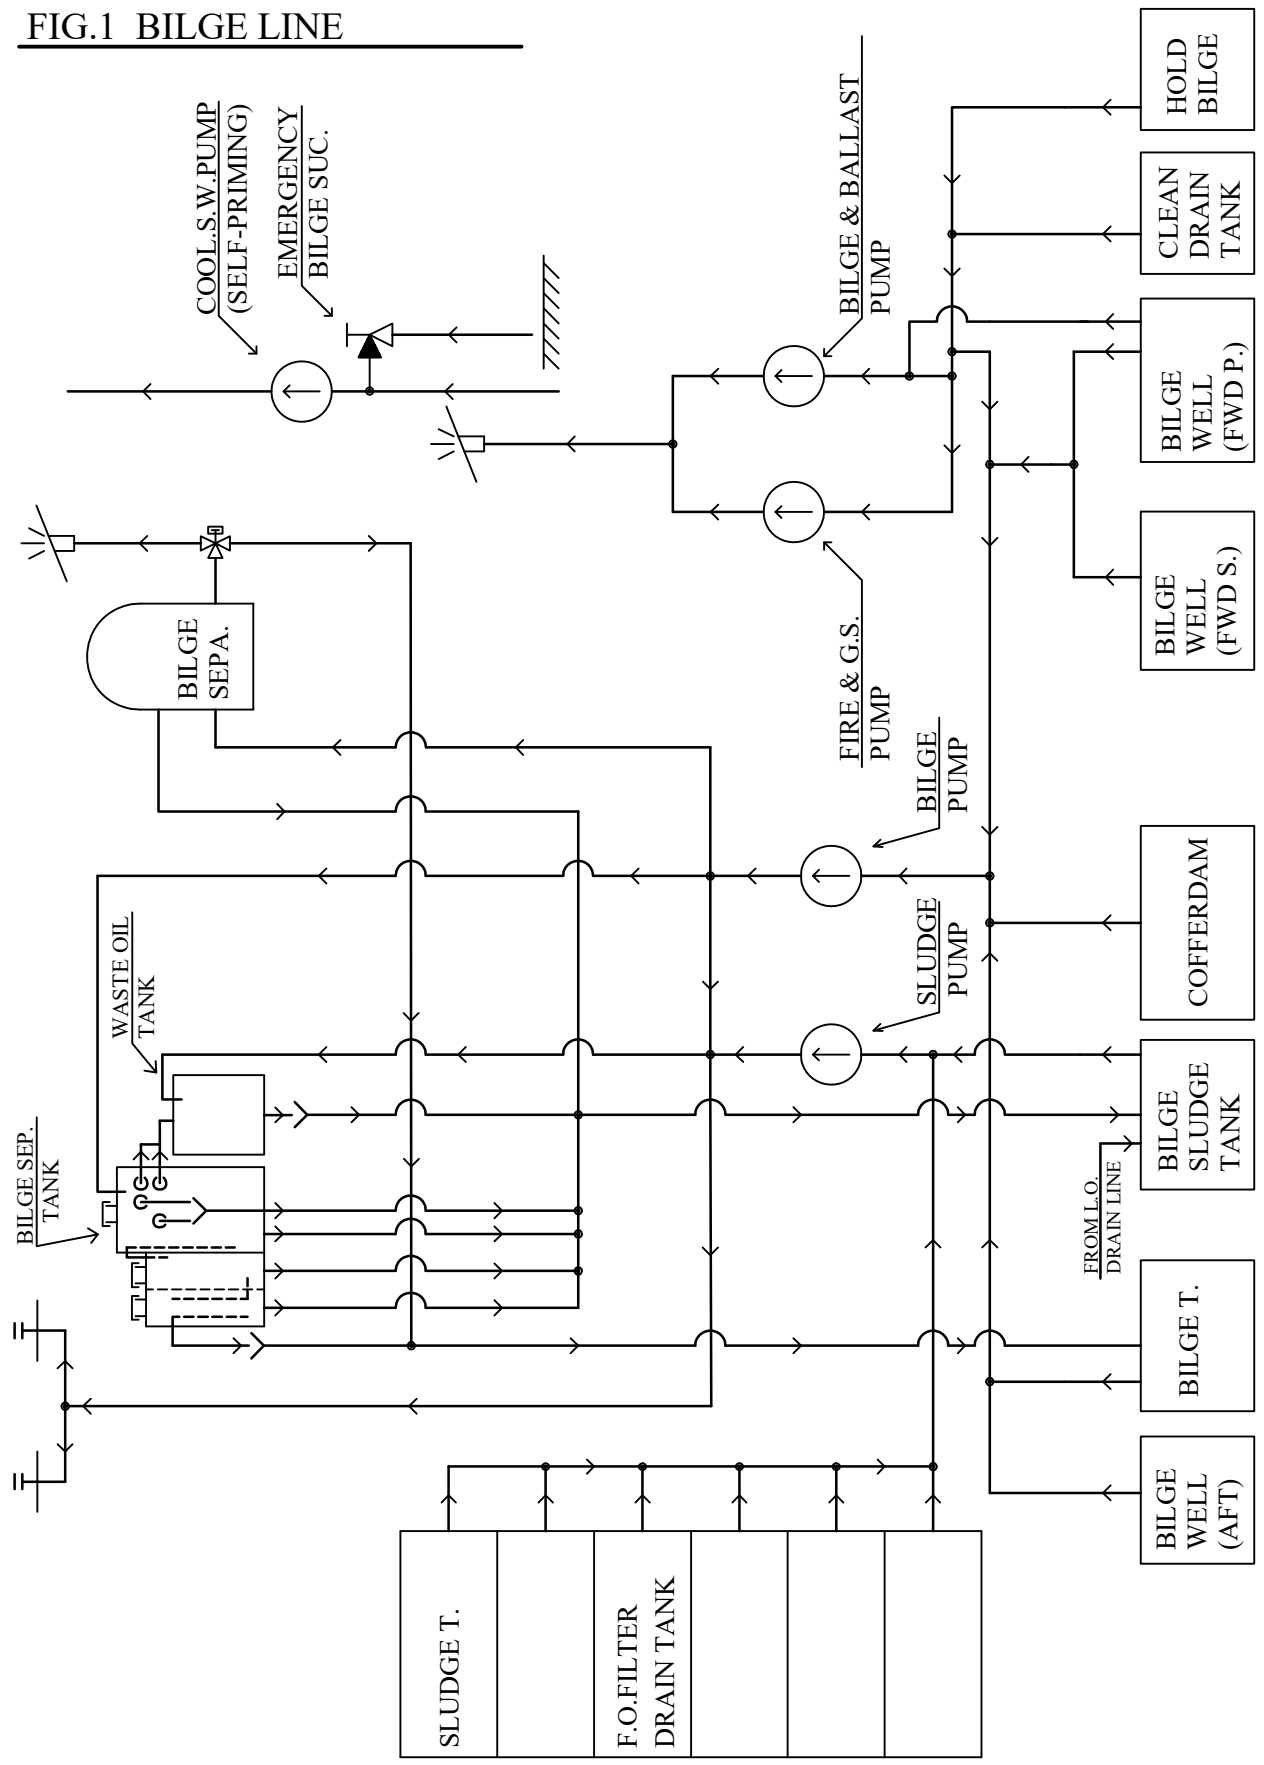 FIG.1 BILGE LINE
COOL.S.W.PUMP
(SELF-PRIMING)
EMERGENCY
BILGE SUC.
BILGE & BALLAST
PUMP
HOLD
BILGE
CLEAN
DRAIN
TANK
BILGE
WELL
(FWD P.)
BILGE
WELL
(FWD S.)
BILGE
SEPA.
FIRE & G.S.
PUMP
BILGE
PUMP
SLUDGE
PUMP
WASTE OIL
TANK
BILGE SEP.
TANK
COFFERDAM
BILGE
SLUDGE
TANK
FROM L.O.
DRAIN LINE
BILGE T.
BILGE
WELL
(AFT)
SLUDGE T.
F.O.FILTER
DRAIN TANK